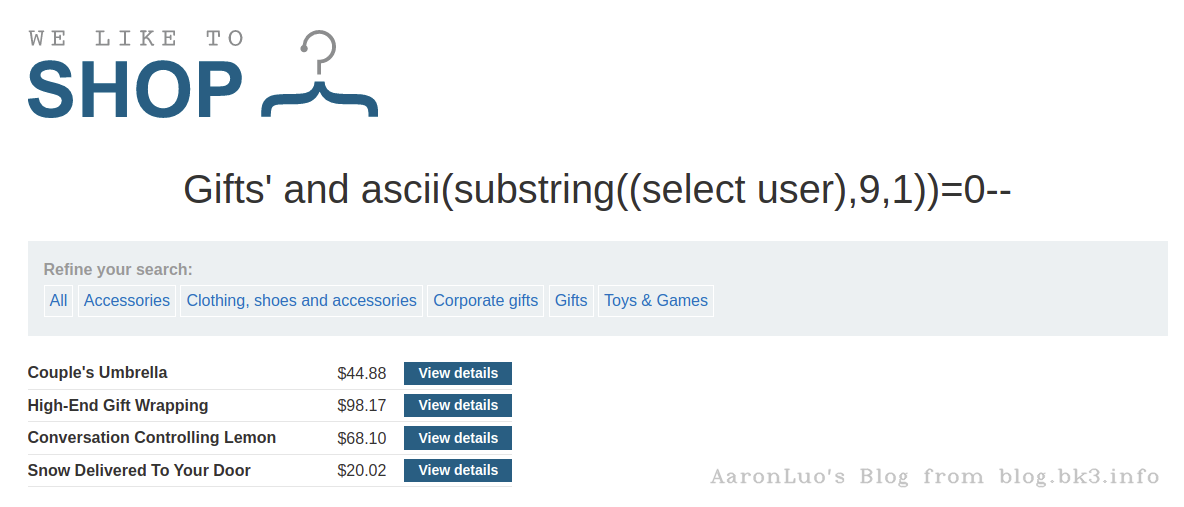 WE LIKE TO
SHOP
Gifts' and ascii(substring((select user),9,1))=0--
Refine your search:
All Accessories Clothing, shoes and accessories Corporate gifts Gifts Toys & Games
Couple's Umbrella $44.88 View details
High-End Gift Wrapping $98.17 View details
Conversation Controlling Lemon $68.10 View details
Snow Delivered To Your Door $20.02 View details
AaronLuo's Blog from blog.bk3.info